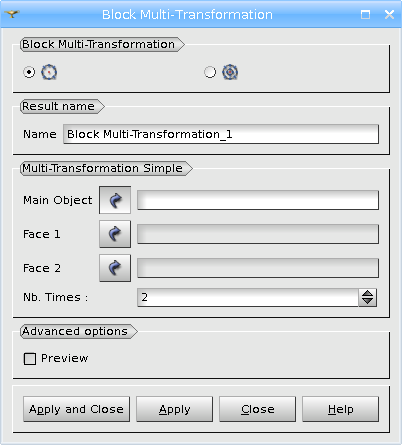 Block Multi-Transformation
Block Multi-Transformation
Result name
Name Block Multi-Transformation_1
Multi-Transformation Simple
Main Object
Face 1
Face 2
Nb. Times : 2
Advanced options
Preview
Apply and Close Apply Close Help